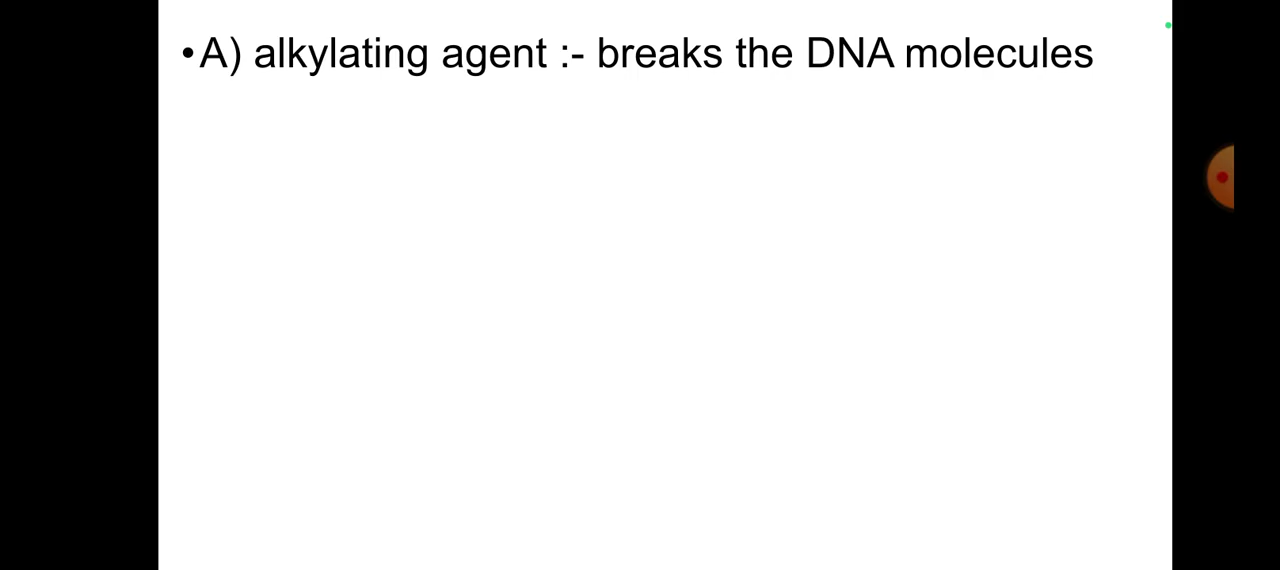 •A) alkylating agent :- breaks the DNA molecules